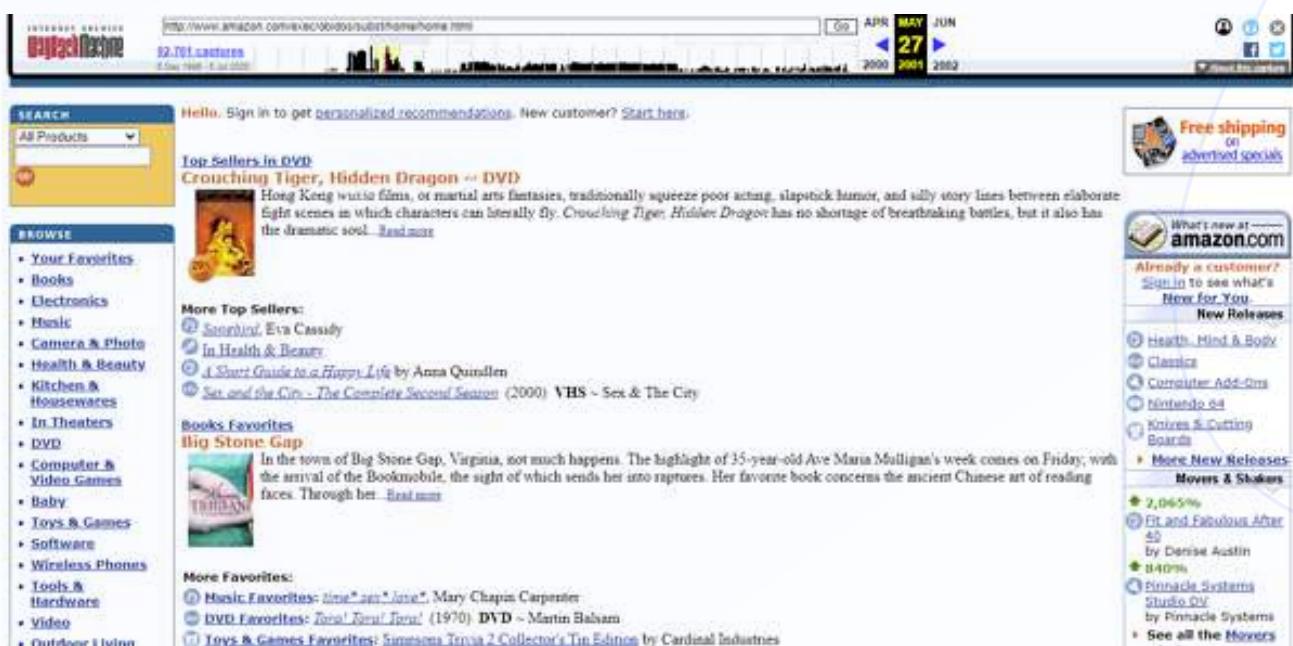 INTERNET ARCHIVE
WayBackMachine
http://www.amazon.com/exec/obidos/subst/home/home.html
Go
APR MAY JUN
92,701 captures
27
2000 2001 2002
About this capture
SEARCH
All Products
BROWSE
• Your Favorites
• Books
• Electronics
• Music
• Camera & Photo
• Health & Beauty
• Kitchen &
Housewares
• In Theaters
• DVD
• Computer &
Video Games
• Baby
• Toys & Games
• Software
• Wireless Phones
• Tools &
Hardware
• Video
• Outdoor Living
Hello. Sign in to get personalized recommendations. New customer? Start here.
Top Sellers in DVD
Crouching Tiger, Hidden Dragon ~ DVD
Hong Kong wuxia films, or martial arts fantasies, traditionally squeeze poor acting, slapstick humor, and silly story lines between elaborate
fight scenes in which characters can literally fly. Crouching Tiger, Hidden Dragon has no shortage of breathtaking battles, but it also has
the dramatic soul...Read more
More Top Sellers:
Songbird, Eva Cassidy
In Health & Beauty
A Short Guide to a Happy Life by Anna Quindlen
Sex and the City - The Complete Second Season (2000) VHS ~ Sex & The City
Books Favorites
Big Stone Gap
In the town of Big Stone Gap, Virginia, not much happens. The highlight of 35-year-old Ave Maria Mulligan's week comes on Friday, with
the arrival of the Bookmobile, the sight of which sends her into raptures. Her favorite book concerns the ancient Chinese art of reading
faces. Through her...Read more
More Favorites:
Music Favorites: time* sex* love*, Mary Chapin Carpenter
DVD Favorites: Tora! Tora! Tora! (1970) DVD ~ Martin Balsam
Toys & Games Favorites: Simpsons Trivia 2 Collector's Tin Edition by Cardinal Industries
Free shipping
on
advertised specials
What's new at
amazon.com
Already a customer?
Sign in to see what's
New for You.
New Releases
Health, Mind & Body
Classics
Computer Add-Ons
Nintendo 64
Knives & Cutting
Boards
More New Releases
Movers & Shakers
2,065%
Fit and Fabulous After
40
by Denise Austin
840%
Pinnacle Systems
Studio DV
by Pinnacle Systems
See all the Movers